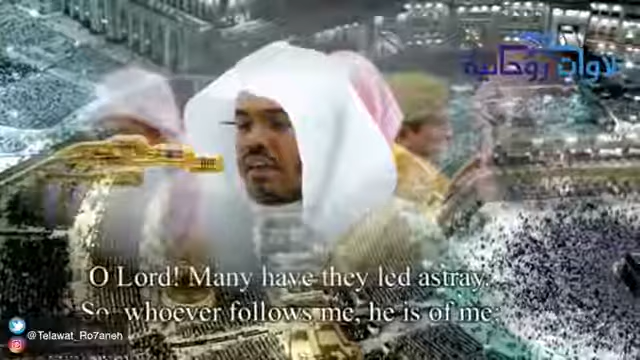 تلاوات روحانية
O Lord! Many have they led astray.
So, whoever follows me, he is of me
@Telawat_Ro7aneh